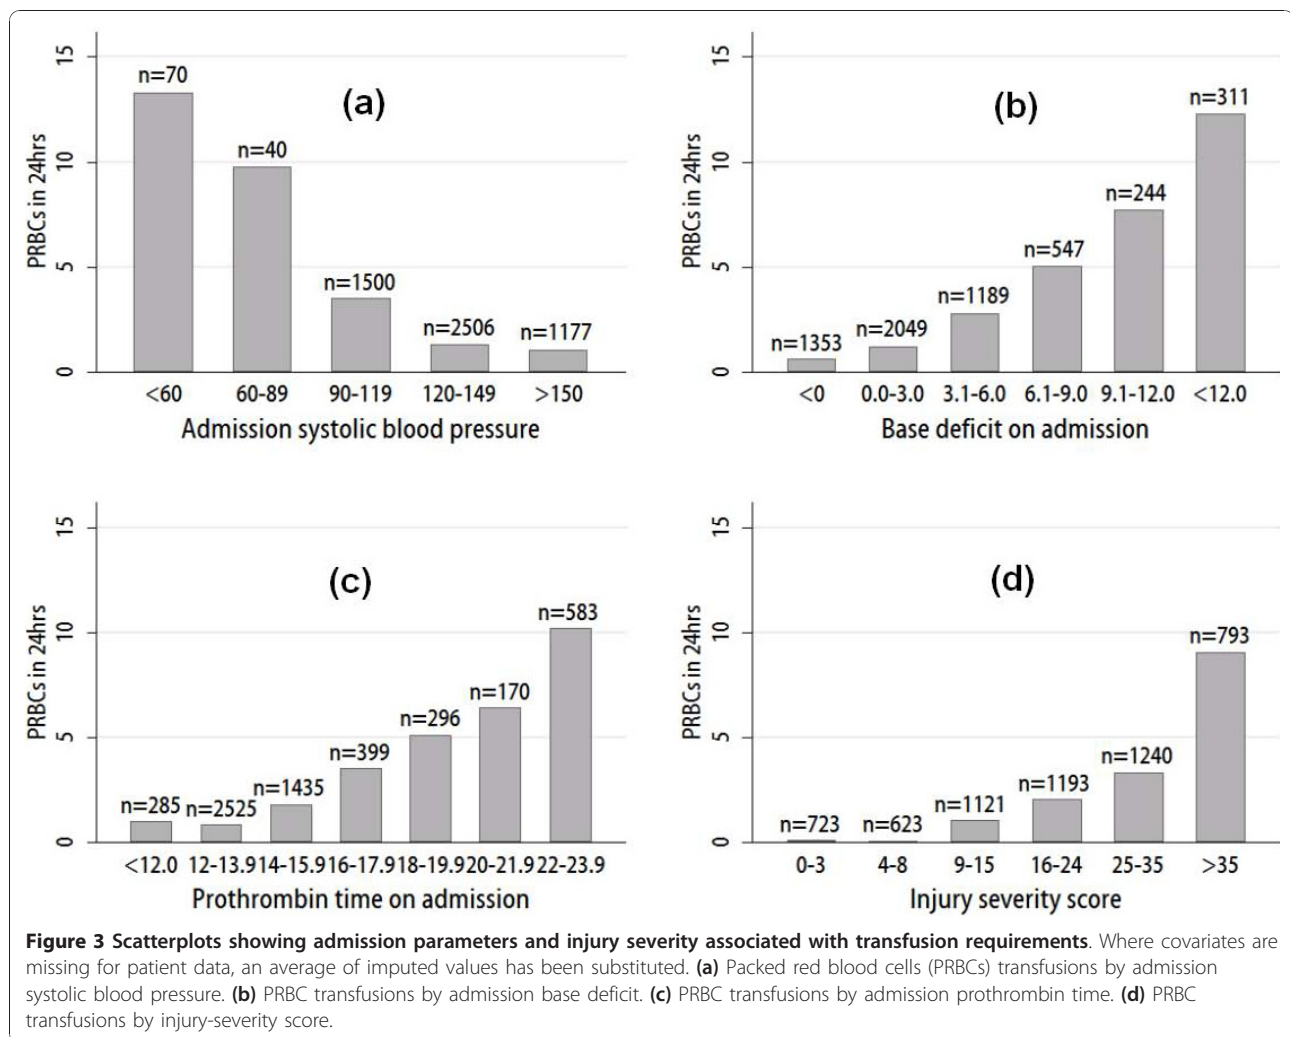 15
10
5
0
PRBCs in 24hrs
(a)
n=70
n=40
n=1500
n=2506
n=1177
<60 60-89 90-119 120-149 >150
Admission systolic blood pressure
15
10
5
0
PRBCs in 24hrs
(b)
n=1353
n=2049
n=1189
n=547
n=244
n=311
<0 0.0-3.0 3.1-6.0 6.1-9.0 9.1-12.0 <12.0
Base deficit on admission
15
10
5
0
PRBCs in 24hrs
(c)
n=285
n=2525
n=1435
n=399
n=296
n=170
n=583
<12.0 12-13.9 14-15.9 16-17.9 18-19.9 20-21.9 22-23.9
Prothrombin time on admission
15
10
5
0
PRBCs in 24hrs
(d)
n=723
n=623
n=1121
n=1193
n=1240
n=793
0-3 4-8 9-15 16-24 25-35 >35
Injury severity score
Figure 3 Scatterplots showing admission parameters and injury severity associated with transfusion requirements. Where covariates are
missing for patient data, an average of imputed values has been substituted. (a) Packed red blood cells (PRBCs) transfusions by admission
systolic blood pressure. (b) PRBC transfusions by admission base deficit. (c) PRBC transfusions by admission prothrombin time. (d) PRBC
transfusions by injury-severity score.